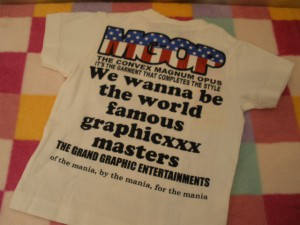 MGOP
THE CONVEX MAGNUM OPUS
IT'S THE GARMENT THAT COMPLETES THE STYLE
We wanna be
the world
famous
graphicxxx
masters
THE GRAND GRAPHIC ENTERTAINMENTS
of the mania, by the mania, for the mania